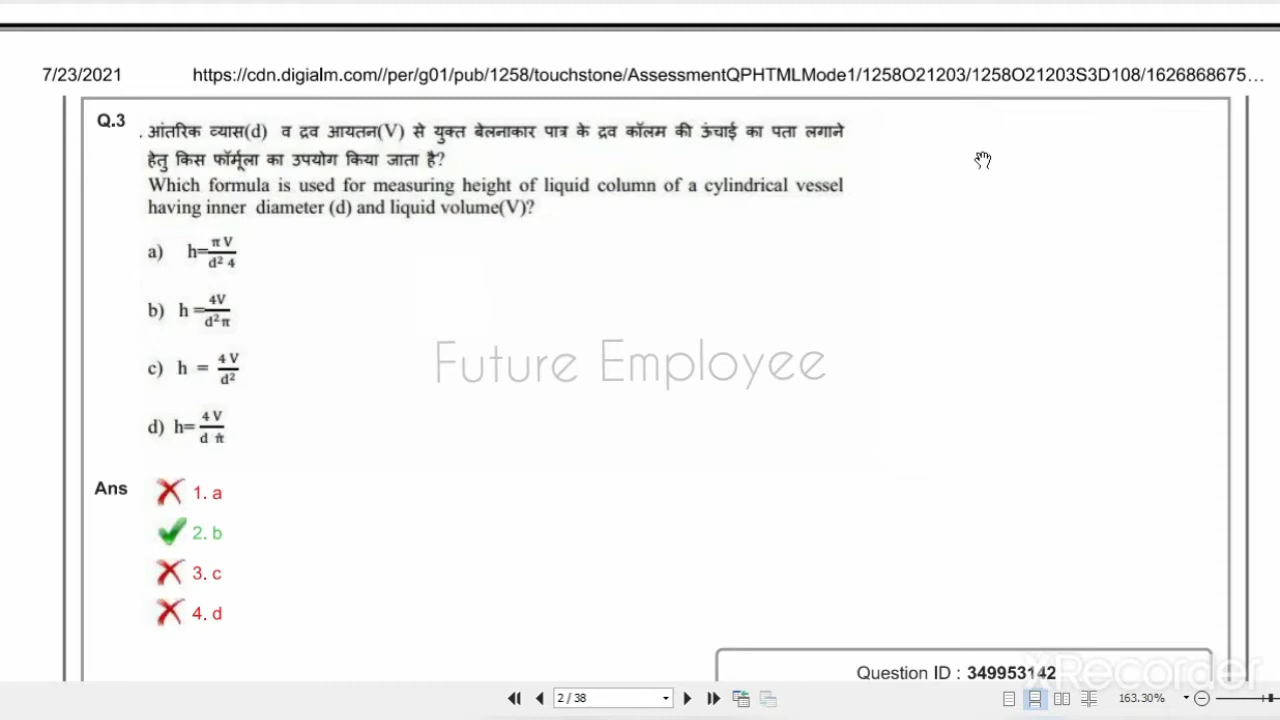 7/23/2021 https://cdn.digialm.com//per/g01/pub/1258/touchstone/AssessmentQPHTMLMode1/1258O21203/1258O21203S3D108/1626868675...
Q.3
. आंतरिक व्यास(d) व द्रव आयतन(V) से युक्त बेलनाकार पात्र के द्रव कॉलम की ऊंचाई का पता लगाने
हेतु किस फॉर्मूला का उपयोग किया जाता है?
Which formula is used for measuring height of liquid column of a cylindrical vessel
having inner diameter (d) and liquid volume(V)?
a) h=π V/d² 4
b) h =4V/d²π
c) h = 4 V/d²
d) h=4 V/d π
Future Employee
Ans
1. a
2. b
3. c
4. d
Question ID : 349953142
XRecorder
2 / 38
163.30%